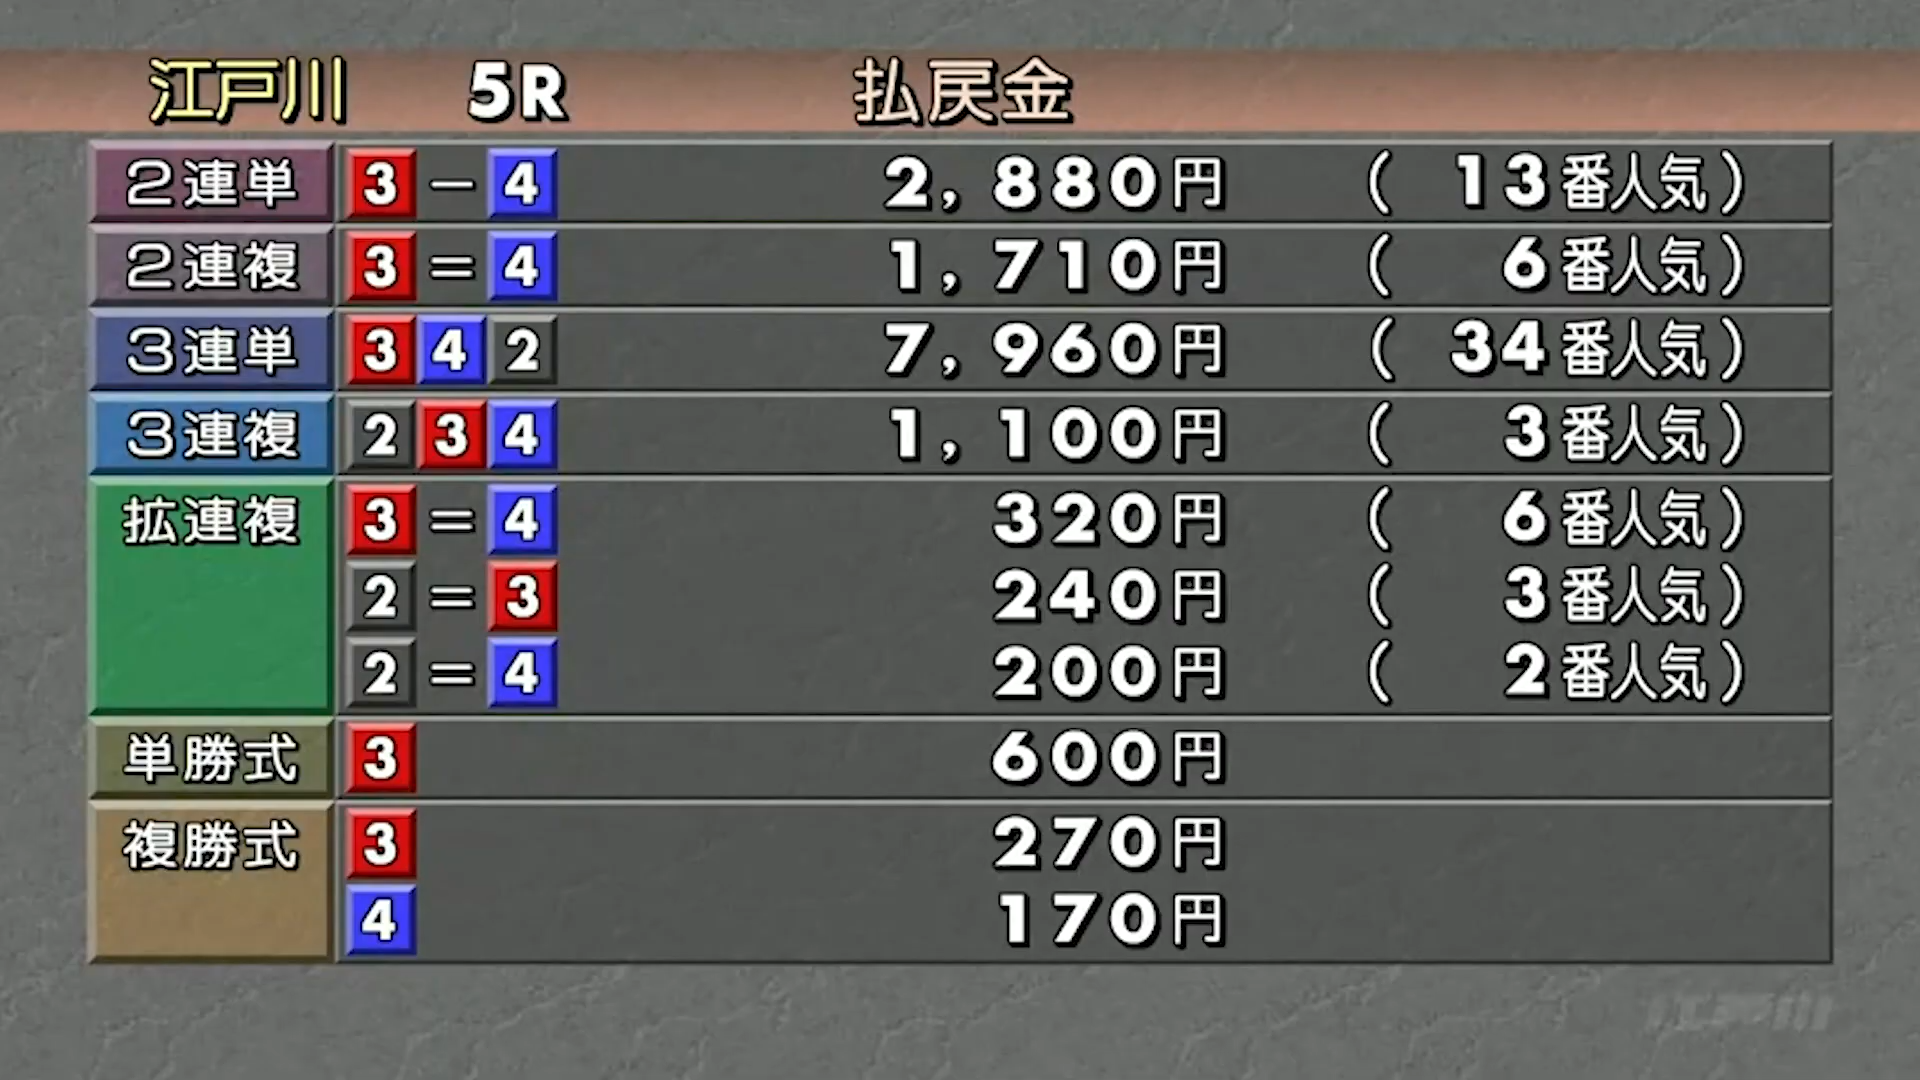 江戸川 5R 払戻金
2連単 3 － 4 2,880円 ( 13番人気)
2連複 3 ＝ 4 1,710円 ( 6番人気)
3連単 3 4 2 7,960円 ( 34番人気)
3連複 2 3 4 1,100円 ( 3番人気)
拡連複 3 ＝ 4 320円 ( 6番人気)
2 ＝ 3 240円 ( 3番人気)
2 ＝ 4 200円 ( 2番人気)
単勝式 3 600円
複勝式 3 270円
4 170円
江戸川